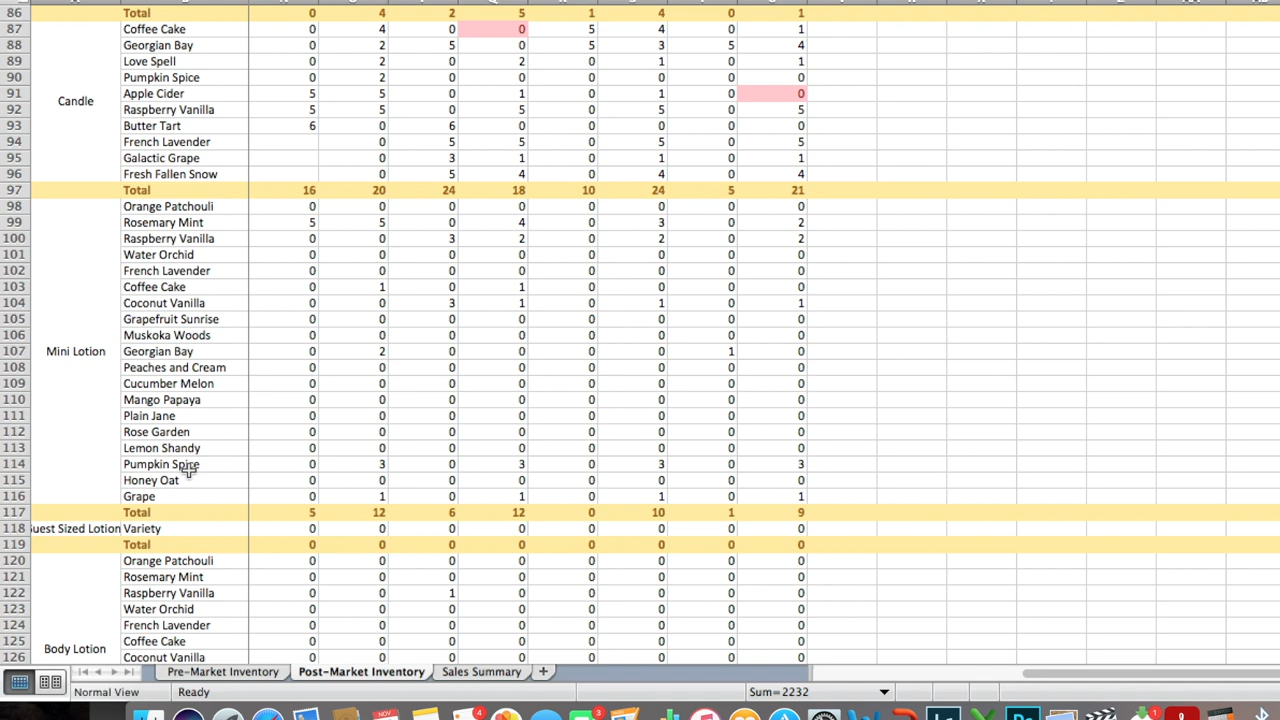 86 Total 0 4 2 5 1 4 0 1
87 Coffee Cake 0 4 0 0 5 4 0 1
88 Georgian Bay 0 2 5 0 5 3 5 4
89 Love Spell 0 2 0 2 0 1 0 1
90 Pumpkin Spice 0 2 0 0 0 0 0 0
91 Apple Cider 5 5 0 1 0 1 0 0
Candle
92 Raspberry Vanilla 5 5 0 5 0 5 0 5
93 Butter Tart 6 0 6 0 0 0 0 0
94 French Lavender 0 5 5 0 5 0 5
95 Galactic Grape 0 3 1 0 1 0 1
96 Fresh Fallen Snow 0 5 4 0 4 0 4
97 Total 16 20 24 18 10 24 5 21
98 Orange Patchouli 0 0 0 0 0 0 0 0
99 Rosemary Mint 5 5 0 4 0 3 0 2
100 Raspberry Vanilla 0 0 3 2 0 2 0 2
101 Water Orchid 0 0 0 0 0 0 0 0
102 French Lavender 0 0 0 0 0 0 0 0
103 Coffee Cake 0 1 0 1 0 0 0 0
104 Coconut Vanilla 0 0 3 1 0 1 0 1
105 Grapefruit Sunrise 0 0 0 0 0 0 0 0
106 Muskoka Woods 0 0 0 0 0 0 0 0
107 Mini Lotion Georgian Bay 0 2 0 0 0 0 1 0
108 Peaches and Cream 0 0 0 0 0 0 0 0
109 Cucumber Melon 0 0 0 0 0 0 0 0
110 Mango Papaya 0 0 0 0 0 0 0 0
111 Plain Jane 0 0 0 0 0 0 0 0
112 Rose Garden 0 0 0 0 0 0 0 0
113 Lemon Shandy 0 0 0 0 0 0 0 0
114 Pumpkin Spice 0 3 0 3 0 3 0 3
115 Honey Oat 0 0 0 0 0 0 0 0
116 Grape 0 1 0 1 0 1 0 1
117 Total 5 12 6 12 0 10 1 9
118 Guest Sized Lotion Variety 0 0 0 0 0 0 0 0
119 Total 0 0 0 0 0 0 0 0
120 Orange Patchouli 0 0 0 0 0 0 0 0
121 Rosemary Mint 0 0 0 0 0 0 0 0
122 Raspberry Vanilla 0 0 1 0 0 0 0 0
123 Water Orchid 0 0 0 0 0 0 0 0
124 French Lavender 0 0 0 0 0 0 0 0
125 Coffee Cake 0 0 0 0 0 0 0 0
Body Lotion
126 Coconut Vanilla 0 0 0 0 0 0 0 0
Pre-Market Inventory Post-Market Inventory Sales Summary +
Normal View Ready Sum=2232
NOV 4 3 1 1